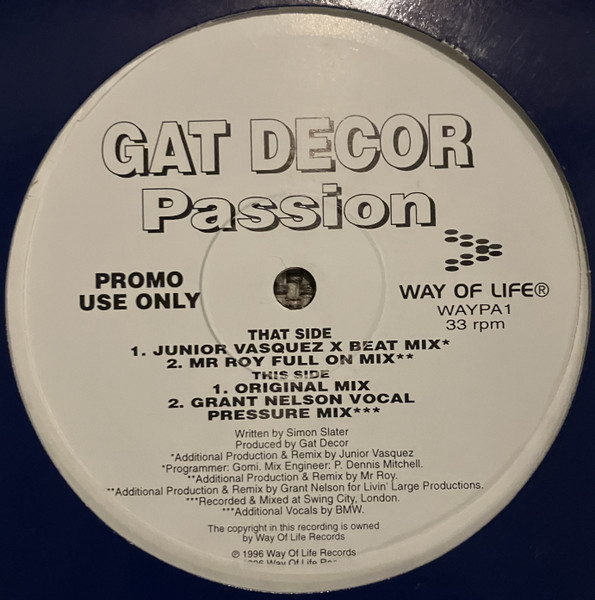 GAT DECOR
Passion
PROMO
USE ONLY
WAY OF LIFE®
WAYPA1
33 rpm
THAT SIDE
1. JUNIOR VASQUEZ X BEAT MIX*
2. MR ROY FULL ON MIX**
THIS SIDE
1. ORIGINAL MIX
2. GRANT NELSON VOCAL
PRESSURE MIX***
Written by Simon Slater
Produced by Gat Decor
*Additional Production & Remix by Junior Vasquez
*Programmer: Gomi. Mix Engineer: P. Dennis Mitchell.
**Additional Production & Remix by Mr Roy.
**Additional Production & Remix by Grant Nelson for Livin' Large Productions.
***Recorded & Mixed at Swing City, London.
***Additional Vocals by BMW.
The copyright in this recording is owned
by Way Of Life Records
℗ 1996 Way Of Life Records
996 Way Of Life Re